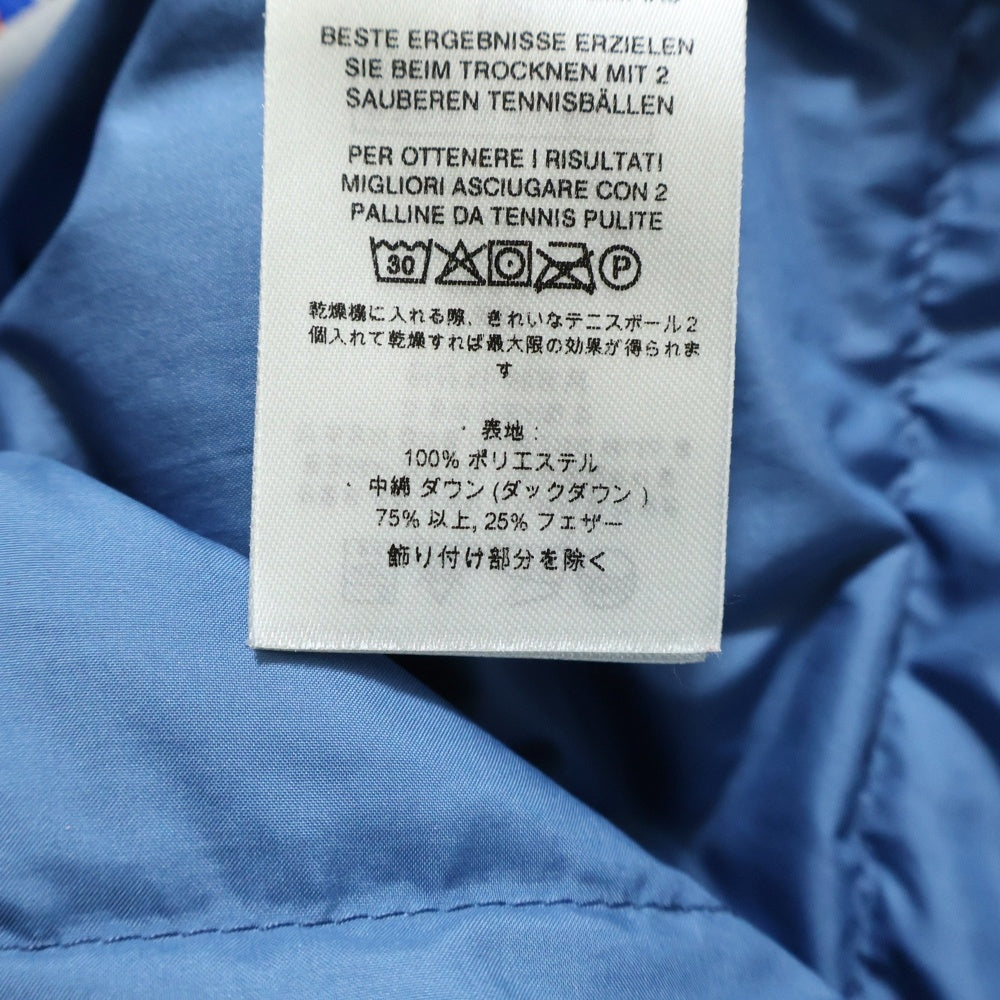 BESTE ERGEBNISSE ERZIELEN
SIE BEIM TROCKNEN MIT 2
SAUBEREN TENNISBÄLLEN
PER OTTENERE I RISULTATI
MIGLIORI ASCIUGARE CON 2
PALLINE DA TENNIS PULITE
30 P
乾燥機に入れる際、きれいなテニスボール2
個入れて乾燥すれば最大限の効果が得られま
す
・表地:
100% ポリエステル
・中綿 ダウン (ダックダウン )
75% 以上, 25% フェザー
飾り付け部分を除く